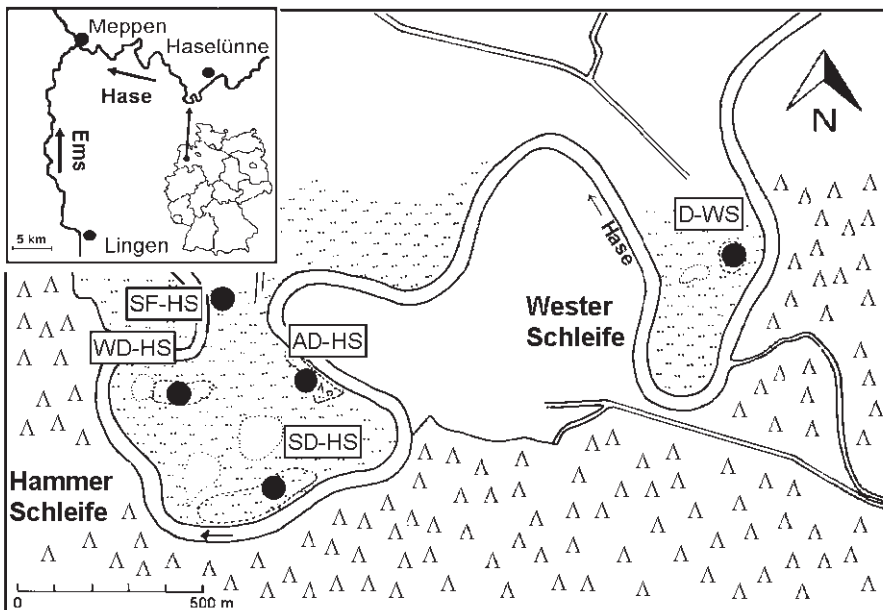 Meppen
Haselünne
Hase
Ems
5 km
Lingen
N
D-WS
Hase
Wester
Schleife
SF-HS
WD-HS
AD-HS
SD-HS
Hammer
Schleife
0 500 m